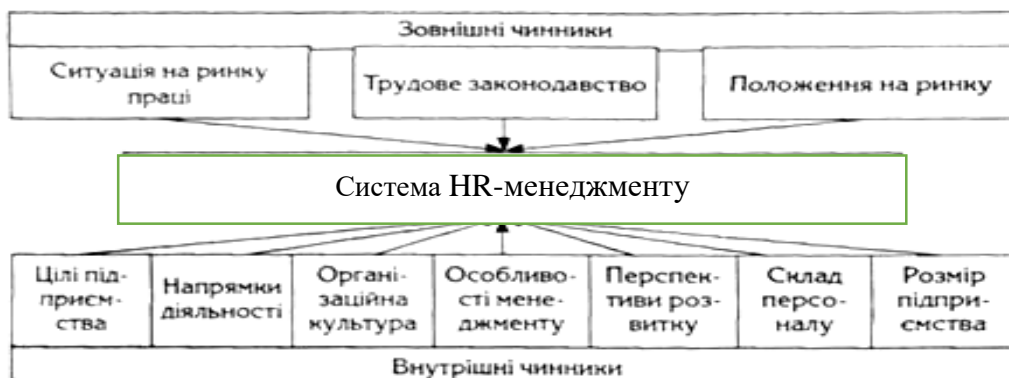 Зовнішні чинники
Ситуація на ринку
праці
Трудове законодавство
Положення на ринку
Система HR-менеджменту
Цілі під-
приєм-
ства
Напрямки
діяльності
Органі-
заційна
культура
Особливо-
сті мене-
джменту
Перспек-
тиви роз-
витку
Склад
персо-
налу
Розмір
підпри-
ємства
Внутрішні чинники